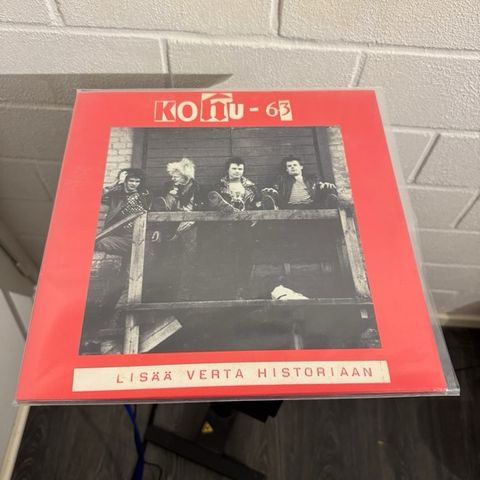 KOHU-63
LISÄÄ VERTA HISTORIAAN